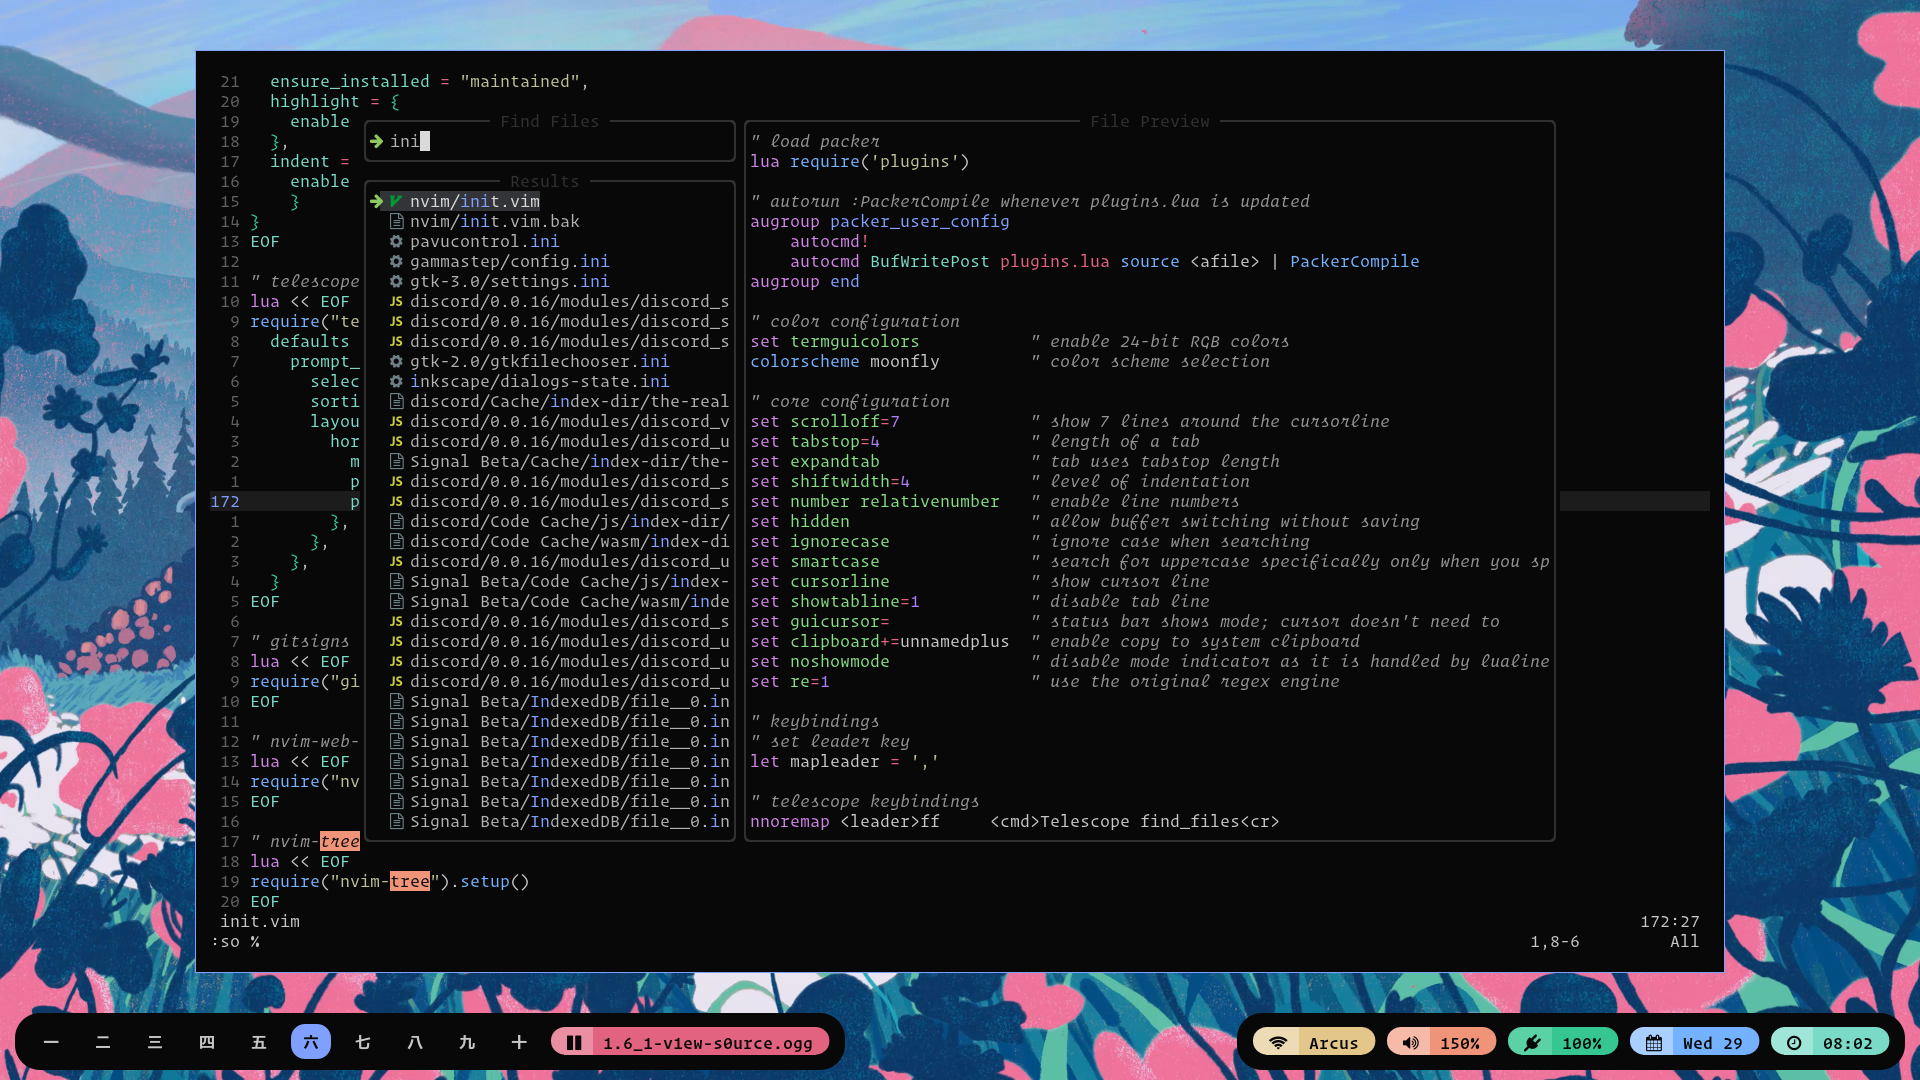 21 ensure_installed = "maintained",
20 highlight = {
19 enable
18 },
17 indent =
16 enable
15 }
14 }
13 EOF
12
11 " telescope
10 lua << EOF
9 require("te
8 defaults
7 prompt_
6 selec
5 sorti
4 layou
3 hor
2 m
1 p
172 p
1 },
2 },
3 },
4 }
5 EOF
6
7 " gitsigns
8 lua << EOF
9 require("gi
10 EOF
11
12 " nvim-web-
13 lua << EOF
14 require("nv
15 EOF
16
17 " nvim-tree
18 lua << EOF
19 require("nvim-tree").setup()
20 EOF
Find Files
ini
Results
nvim/init.vim
nvim/init.vim.bak
pavucontrol.ini
gammastep/config.ini
gtk-3.0/settings.ini
JS discord/0.0.16/modules/discord_s
JS discord/0.0.16/modules/discord_s
JS discord/0.0.16/modules/discord_s
gtk-2.0/gtkfilechooser.ini
inkscape/dialogs-state.ini
discord/Cache/index-dir/the-real
JS discord/0.0.16/modules/discord_v
JS discord/0.0.16/modules/discord_u
Signal Beta/Cache/index-dir/the-
JS discord/0.0.16/modules/discord_s
JS discord/0.0.16/modules/discord_s
discord/Code Cache/js/index-dir/
discord/Code Cache/wasm/index-di
JS discord/0.0.16/modules/discord_u
Signal Beta/Code Cache/js/index-
Signal Beta/Code Cache/wasm/inde
JS discord/0.0.16/modules/discord_s
JS discord/0.0.16/modules/discord_u
JS discord/0.0.16/modules/discord_u
JS discord/0.0.16/modules/discord_u
Signal Beta/IndexedDB/file__0.in
Signal Beta/IndexedDB/file__0.in
Signal Beta/IndexedDB/file__0.in
Signal Beta/IndexedDB/file__0.in
Signal Beta/IndexedDB/file__0.in
Signal Beta/IndexedDB/file__0.in
Signal Beta/IndexedDB/file__0.in
File Preview
" load packer
lua require('plugins')
" autorun :PackerCompile whenever plugins.lua is updated
augroup packer_user_config
autocmd!
autocmd BufWritePost plugins.lua source <afile> | PackerCompile
augroup end
" color configuration
set termguicolors " enable 24-bit RGB colors
colorscheme moonfly " color scheme selection
" core configuration
set scrolloff=7 " show 7 lines around the cursorline
set tabstop=4 " length of a tab
set expandtab " tab uses tabstop length
set shiftwidth=4 " level of indentation
set number relativenumber " enable line numbers
set hidden " allow buffer switching without saving
set ignorecase " ignore case when searching
set smartcase " search for uppercase specifically only when you sp
set cursorline " show cursor line
set showtabline=1 " disable tab line
set guicursor= " status bar shows mode; cursor doesn't need to
set clipboard+=unnamedplus " enable copy to system clipboard
set noshowmode " disable mode indicator as it is handled by lualine
set re=1 " use the original regex engine
" keybindings
" set leader key
let mapleader = ','
" telescope keybindings
nnoremap <leader>ff <cmd>Telescope find_files<cr>
init.vim 172:27
:so % 1,8-6 All
一 二 三 四 五 六 七 八 九 十 1.6_1-v1ew-s0urce.ogg Arcus 150% 100% Wed 29 08:02